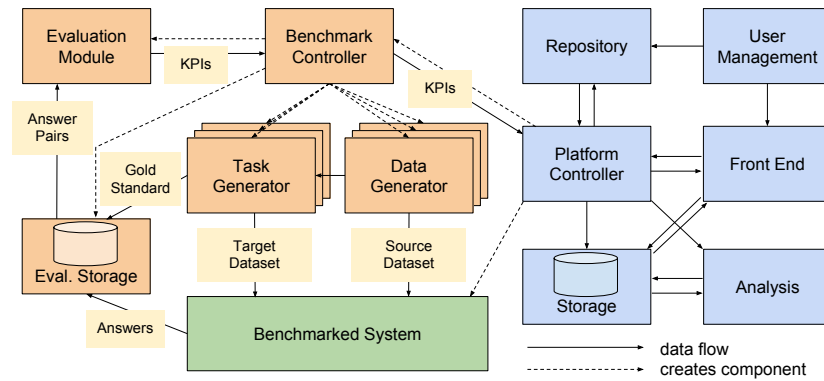 Evaluation
Module
KPIs
Benchmark
Controller
Repository
User
Management
KPIs
Answer
Pairs
Gold
Standard
Task
Generator
Data
Generator
Platform
Controller
Front End
Target
Dataset
Source
Dataset
Eval. Storage
Storage
Analysis
Answers
Benchmarked System
data flow
creates component